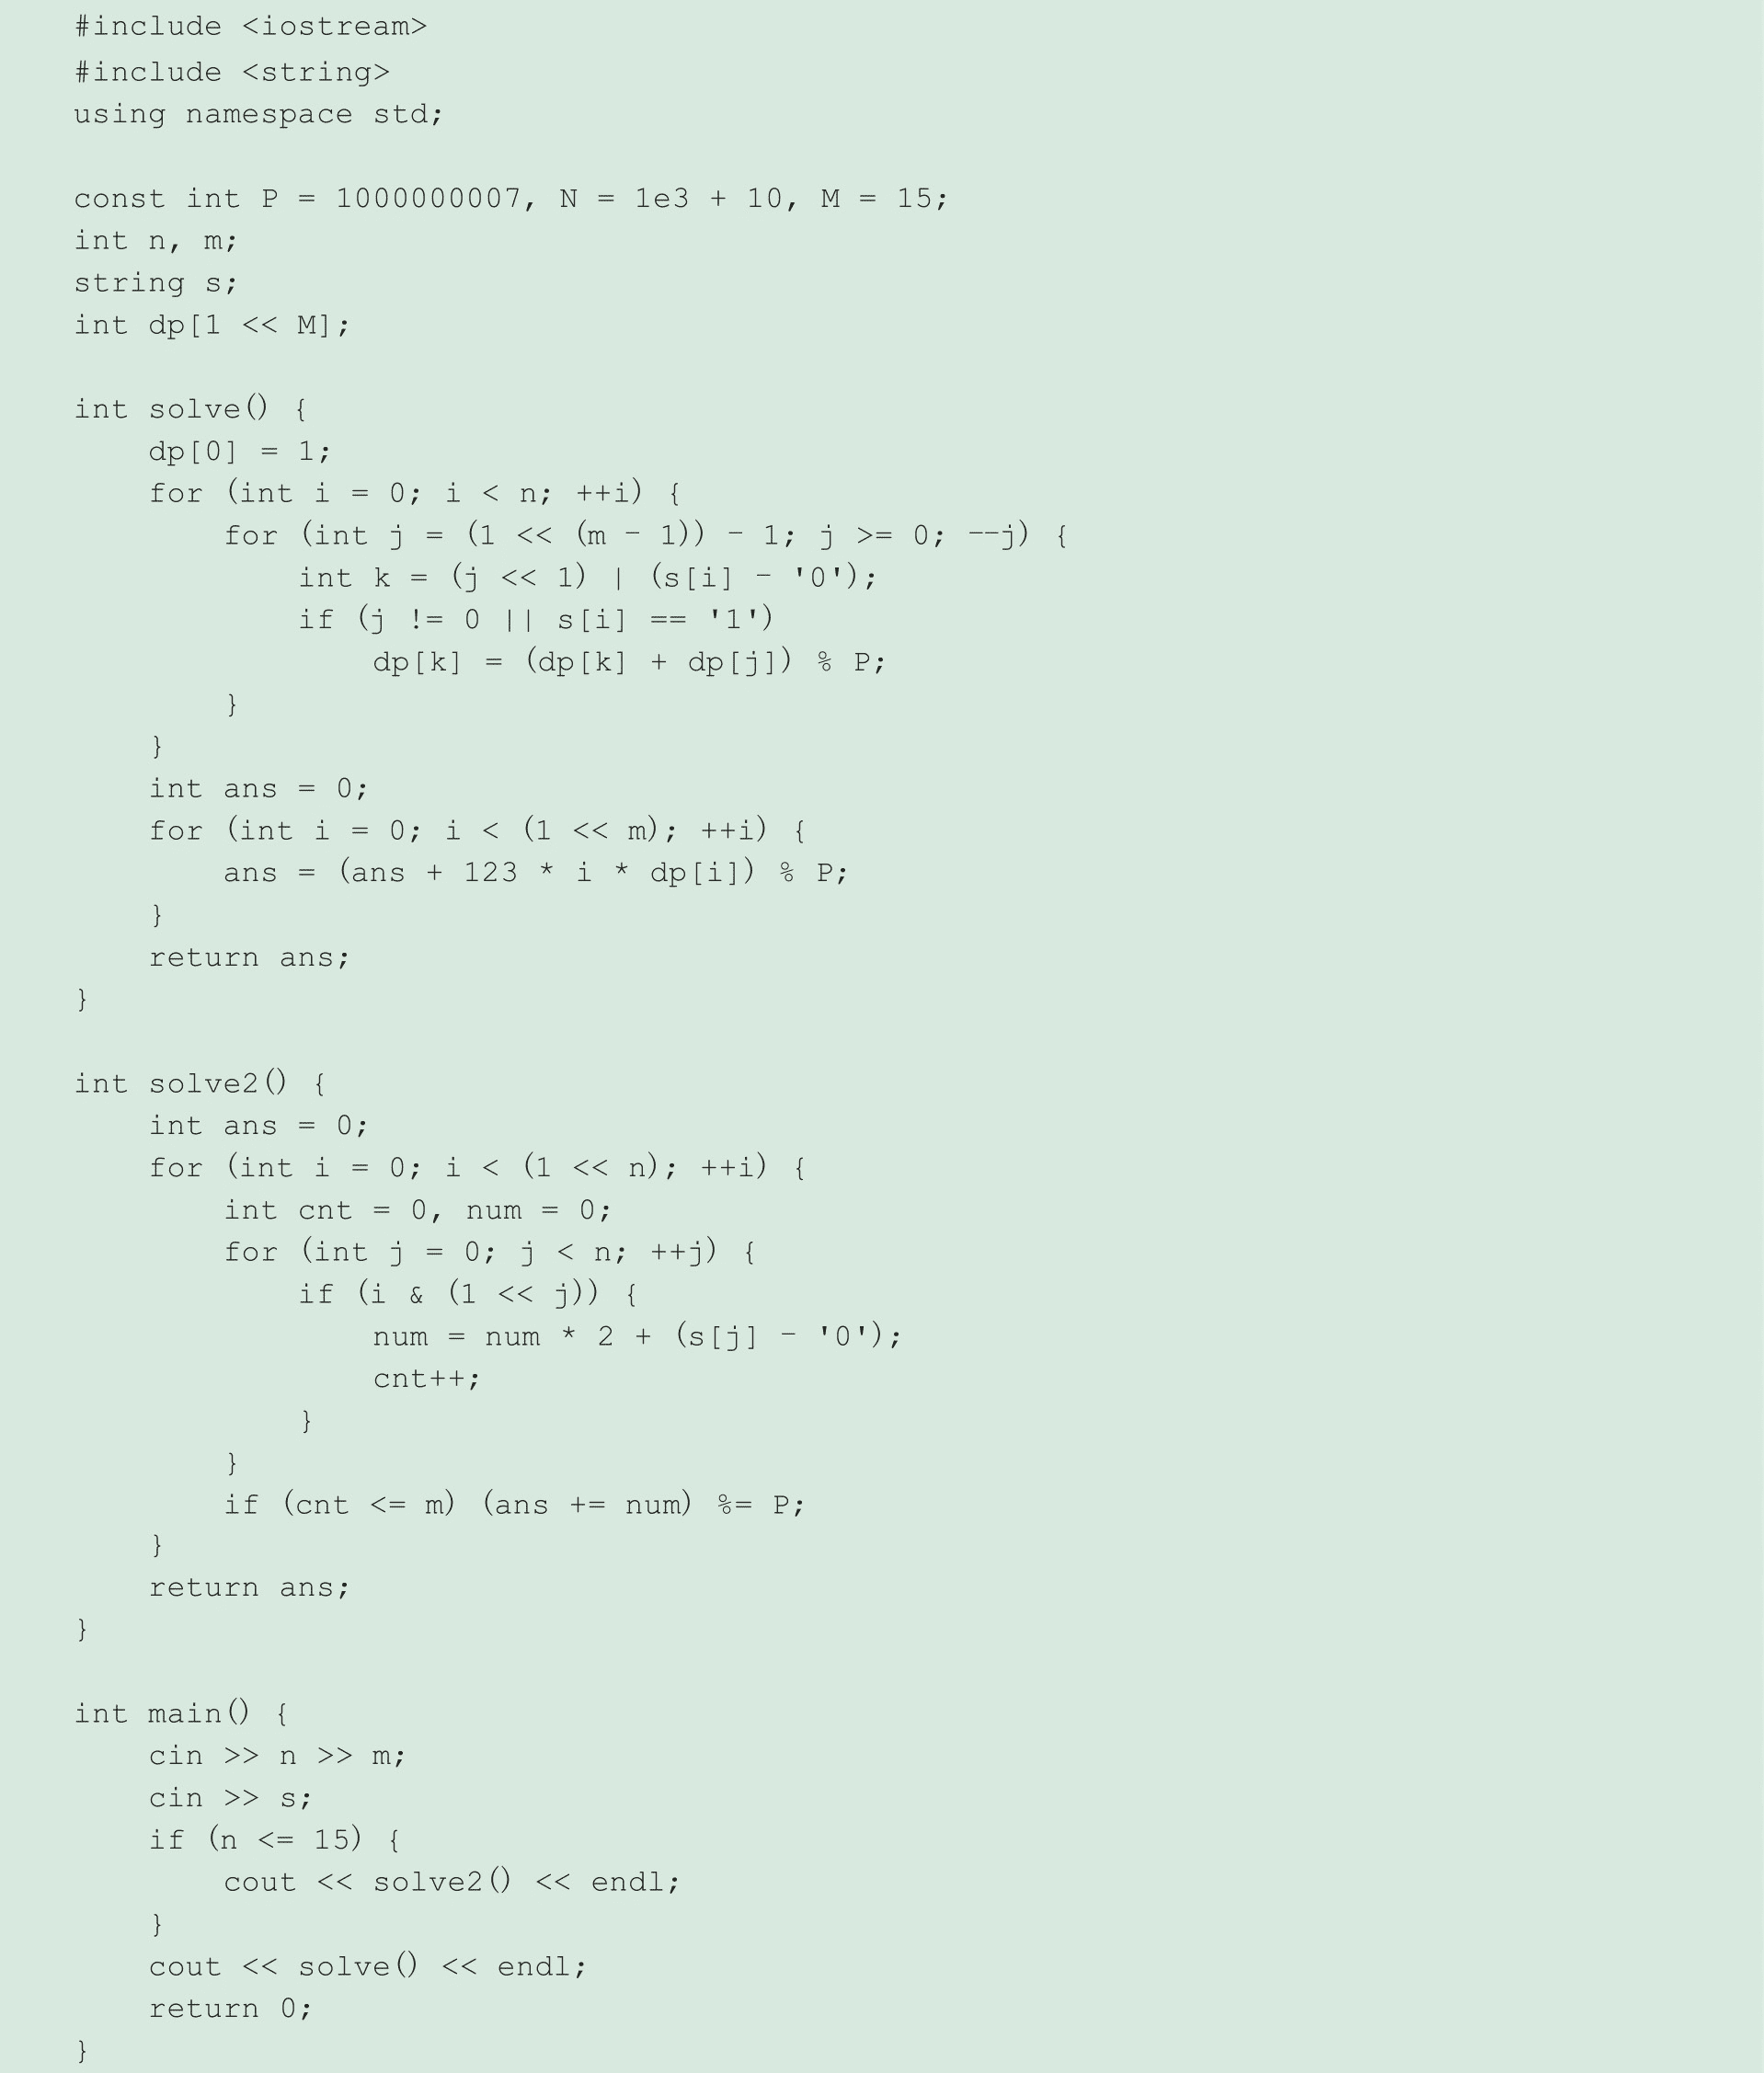 #include <iostream>
#include <string>
using namespace std;

const int P = 1000000007, N = 1e3 + 10, M = 15;
int n, m;
string s;
int dp[1 << M];

int solve() {
    dp[0] = 1;
    for (int i = 0; i < n; ++i) {
        for (int j = (1 << (m - 1)) - 1; j >= 0; --j) {
            int k = (j << 1) | (s[i] - '0');
            if (j != 0 || s[i] == '1')
                dp[k] = (dp[k] + dp[j]) % P;
        }
    }
    int ans = 0;
    for (int i = 0; i < (1 << m); ++i) {
        ans = (ans + 123 * i * dp[i]) % P;
    }
    return ans;
}

int solve2() {
    int ans = 0;
    for (int i = 0; i < (1 << n); ++i) {
        int cnt = 0, num = 0;
        for (int j = 0; j < n; ++j) {
            if (i & (1 << j)) {
                num = num * 2 + (s[j] - '0');
                cnt++;
            }
        }
        if (cnt <= m) (ans += num) %= P;
    }
    return ans;
}

int main() {
    cin >> n >> m;
    cin >> s;
    if (n <= 15) {
        cout << solve2() << endl;
    }
    cout << solve() << endl;
    return 0;
}